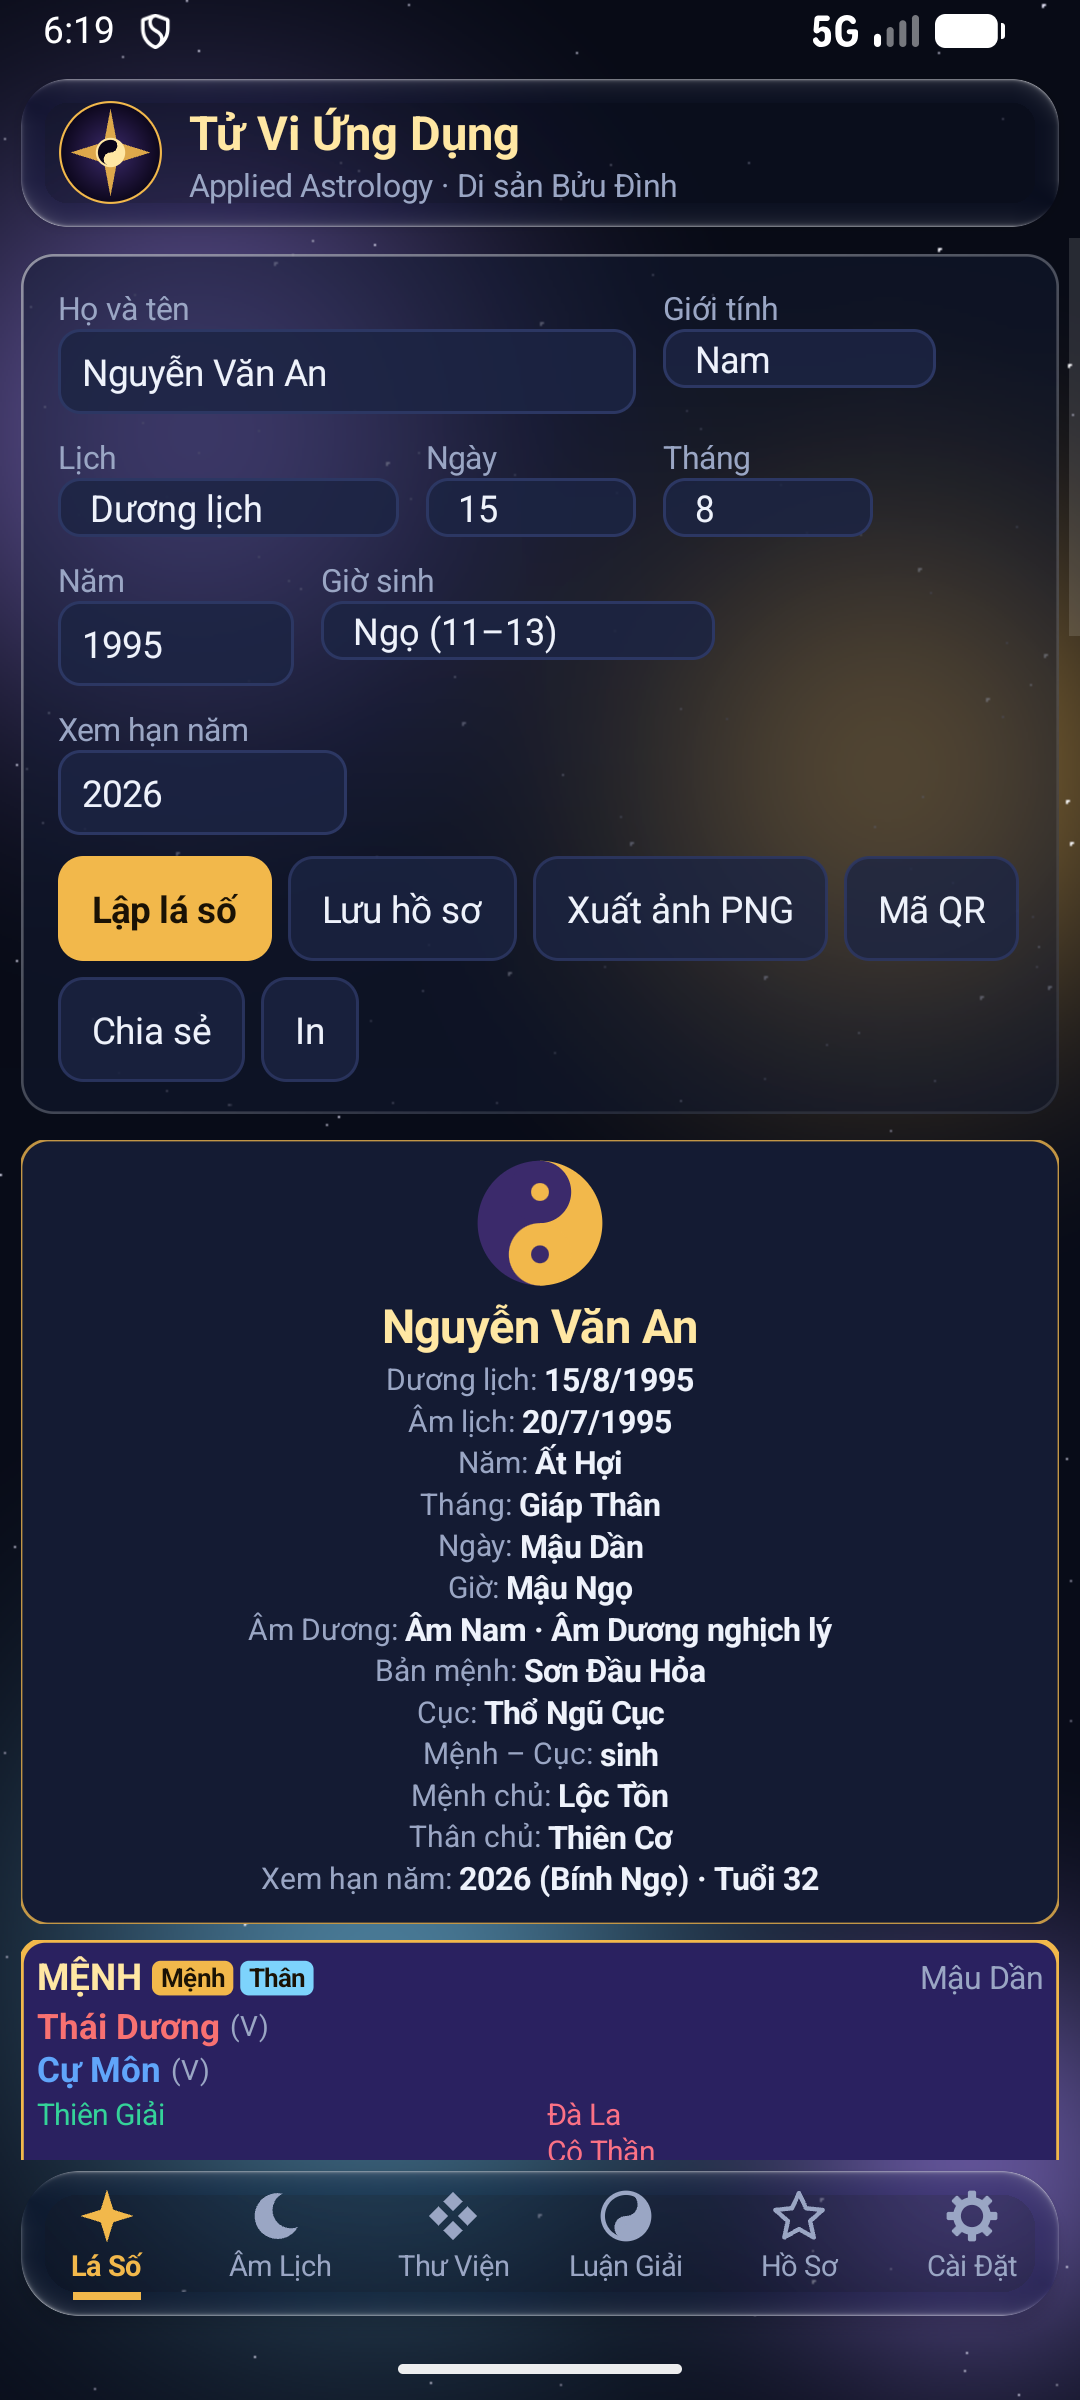 6:19
5G
Tử Vi Ứng Dụng
Applied Astrology · Di sản Bửu Đình
Họ và tên
Giới tính
Nguyễn Văn An
Nam
Lịch
Ngày
Tháng
Dương lịch
15
8
Năm
Giờ sinh
1995
Ngọ (11–13)
Xem hạn năm
2026
Lập lá số
Lưu hồ sơ
Xuất ảnh PNG
Mã QR
Chia sẻ
In
Nguyễn Văn An
Dương lịch: 15/8/1995
Âm lịch: 20/7/1995
Năm: Ất Hợi
Tháng: Giáp Thân
Ngày: Mậu Dần
Giờ: Mậu Ngọ
Âm Dương: Âm Nam · Âm Dương nghịch lý
Bản mệnh: Sơn Đầu Hỏa
Cục: Thổ Ngũ Cục
Mệnh – Cục: sinh
Mệnh chủ: Lộc Tồn
Thân chủ: Thiên Cơ
Xem hạn năm: 2026 (Bính Ngọ) · Tuổi 32
MỆNH Mệnh Thân
Mậu Dần
Thái Dương (V)
Cự Môn (V)
Thiên Giải
Đà La
Cô Thần
Lá Số
Âm Lịch
Thư Viện
Luận Giải
Hồ Sơ
Cài Đặt